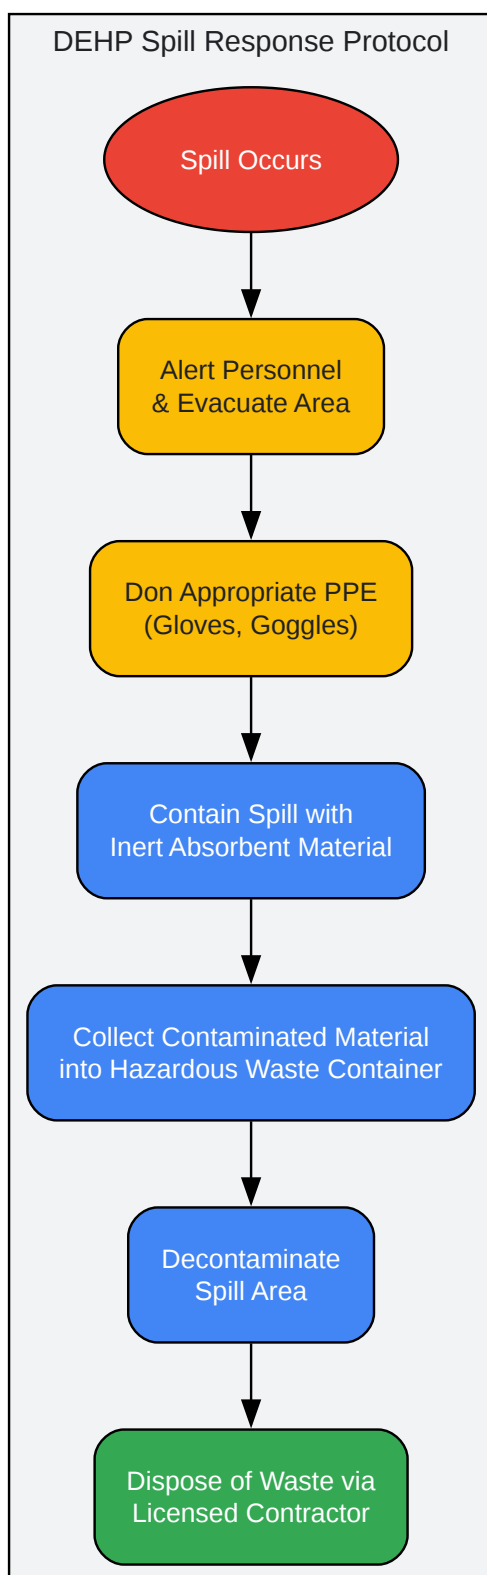 DEHP Spill Response Protocol
Spill Occurs
Alert Personnel
& Evacuate Area
Don Appropriate PPE
(Gloves, Goggles)
Contain Spill with
Inert Absorbent Material
Collect Contaminated Material
into Hazardous Waste Container
Decontaminate
Spill Area
Dispose of Waste via
Licensed Contractor